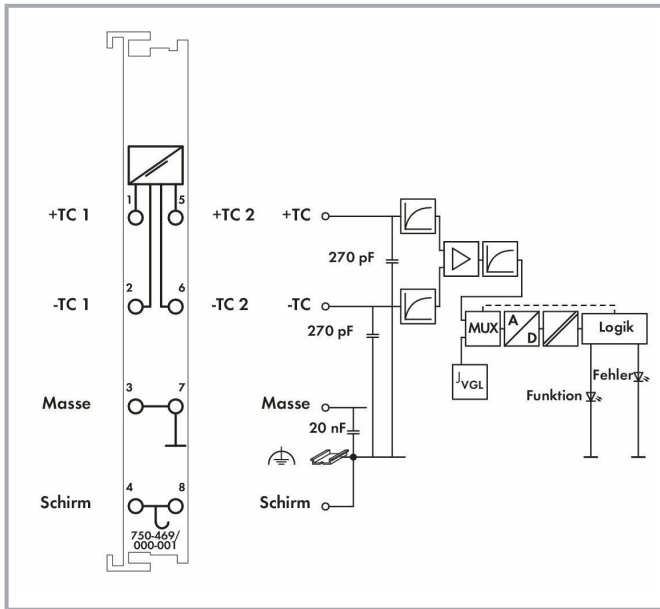 1 5
+TC 1 +TC 2 +TC
270 pF
2 6
-TC 1 -TC 2 -TC
270 pF
MUX A D Logik
JVGL
Fehler
Funktion
3 7
Masse Masse
20 nF
4 8
Schirm Schirm
750-469/
000-001